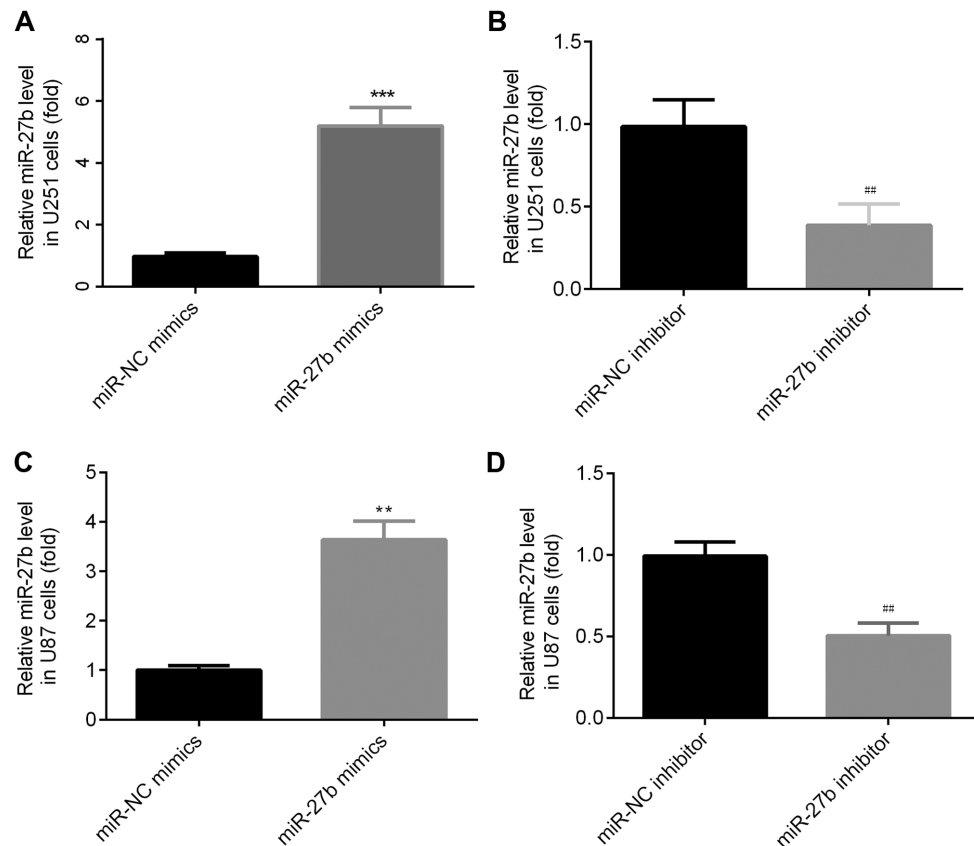 A
Relative miR-27b level
in U251 cells (fold)
8
6
4
2
0
***
miR-NC mimics
miR-27b mimics
B
Relative miR-27b level
in U251 cells (fold)
1.5
1.0
0.5
0.0
##
miR-NC inhibitor
miR-27b inhibitor
C
Relative miR-27b level
in U87 cells (fold)
5
4
3
2
1
0
**
miR-NC mimics
miR-27b mimics
D
Relative miR-27b level
in U87 cells (fold)
1.5
1.0
0.5
0.0
##
miR-NC inhibitor
miR-27b inhibitor